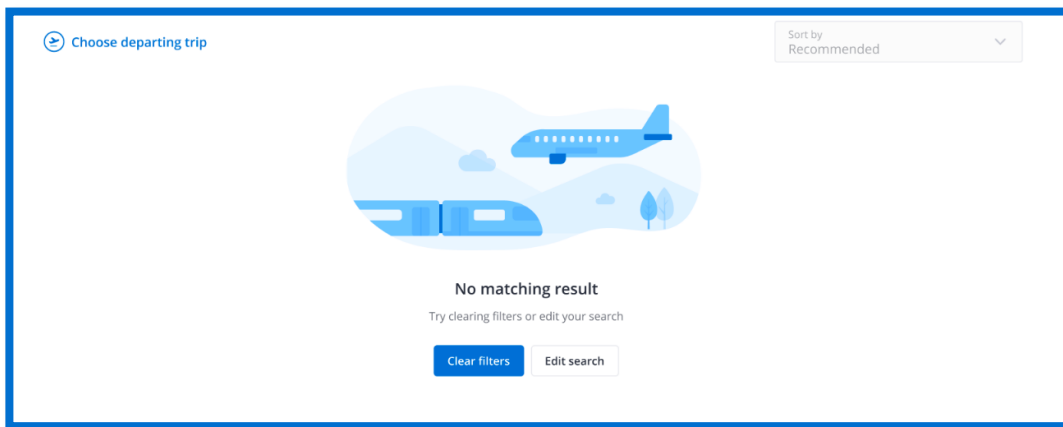 Choose departing trip
Sort by
Recommended
No matching result
Try clearing filters or edit your search
Clear filters
Edit search